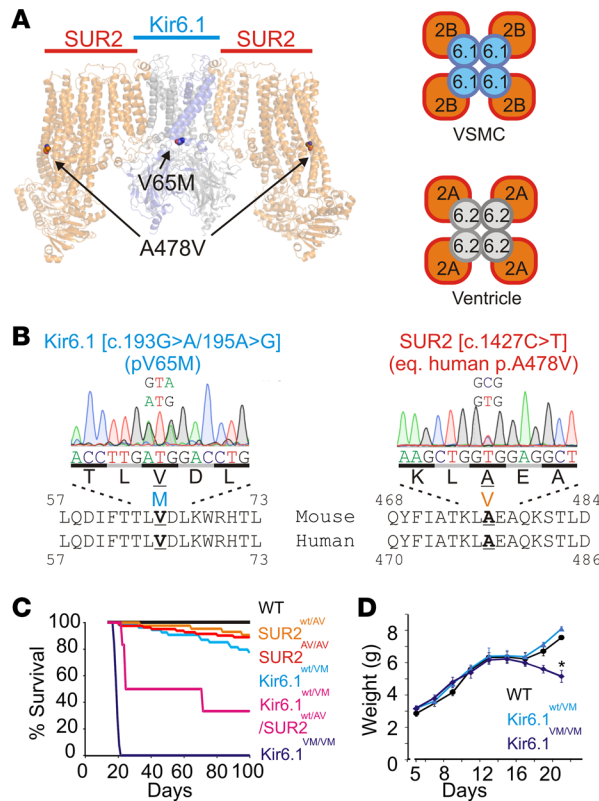 A
SUR2
Kir6.1
SUR2
V65M
A478V
2B
2B
6.1
6.1
6.1
6.1
2B
2B
VSMC
2A
2A
6.2
6.2
6.2
6.2
2A
2A
Ventricle
B
Kir6.1 [c.193G>A/195A>G]
(pV65M)
GTA
ATG
ACCTTGATGGACCTG
T L V D L
M
57 73
LQDIFTTLVDLKWRHTL
LQDIFTTLVDLKWRHTL
57 73
Mouse
Human
SUR2 [c.1427C>T]
(eq. human p.A478V)
GCG
GTG
AAGCTGGTGGAGGCT
K L A E A
V
468 484
QYFIATKLAEAQKSTLD
QYFIATKLAEAQKSTLD
470 486
C
% Survival
100
80
60
40
20
0
0 20 40 60 80 100
Days
WT
SUR2wt/AV
SUR2AV/AV
Kir6.1wt/VM
Kir6.1wt/VM
/SUR2wt/AV
Kir6.1VM/VM
D
Weight (g)
8
6
4
2
0
5 8 12 16 20
Days
*
WT
Kir6.1wt/VM
Kir6.1VM/VM